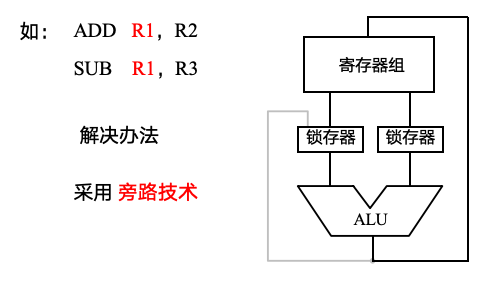 如： ADD R1，R2
SUB R1，R3
解决办法
采用 旁路技术
寄存器组
锁存器 锁存器
ALU